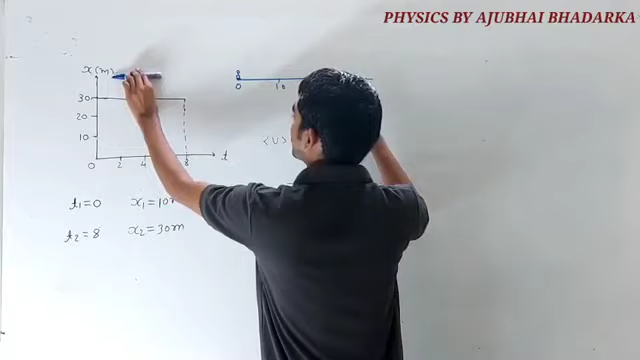 PHYSICS BY AJUBHAI BHADARKA
x(m)
30
20
10
0 2 4 8 t
0 10
<v>
t₁=0 x₁=10m
t₂=8 x₂=30m